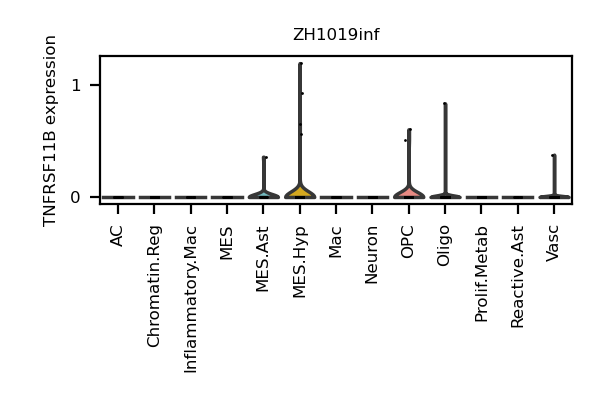 ZH1019inf
TNFRSF11B expression
1
0
AC
Chromatin.Reg
Inflammatory.Mac
MES
MES.Ast
MES.Hyp
Mac
Neuron
OPC
Oligo
Prolif.Metab
Reactive.Ast
Vasc